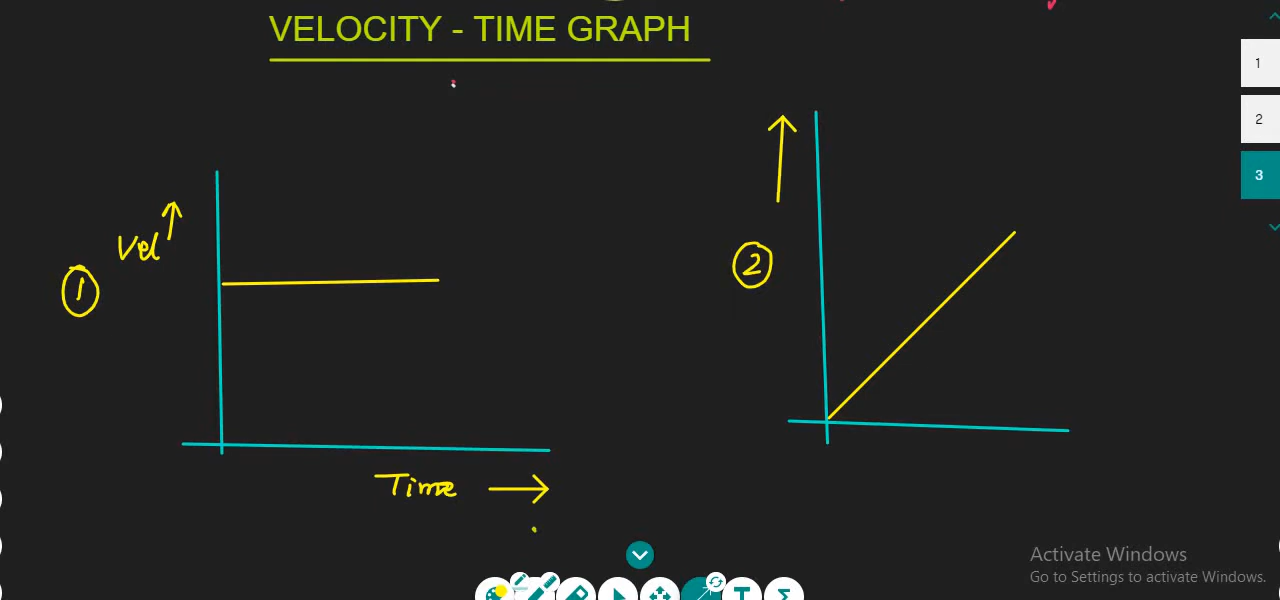 VELOCITY - TIME GRAPH
1
2
3
Vel
1
2
Time
Activate Windows
Go to Settings to activate Windows.
T
Σ